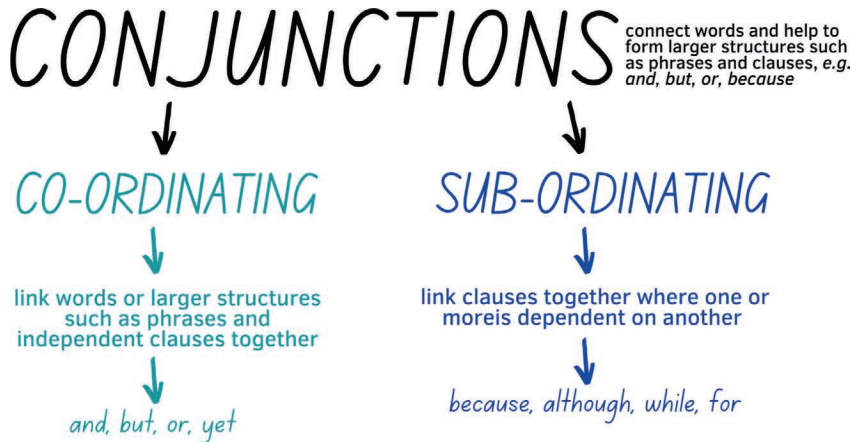 CONJUNCTIONS
connect words and help to
form larger structures such
as phrases and clauses, e.g.
and, but, or, because
CO-ORDINATING
link words or larger structures
such as phrases and
independent clauses together
and, but, or, yet
SUB-ORDINATING
link clauses together where one or
moreis dependent on another
because, although, while, for